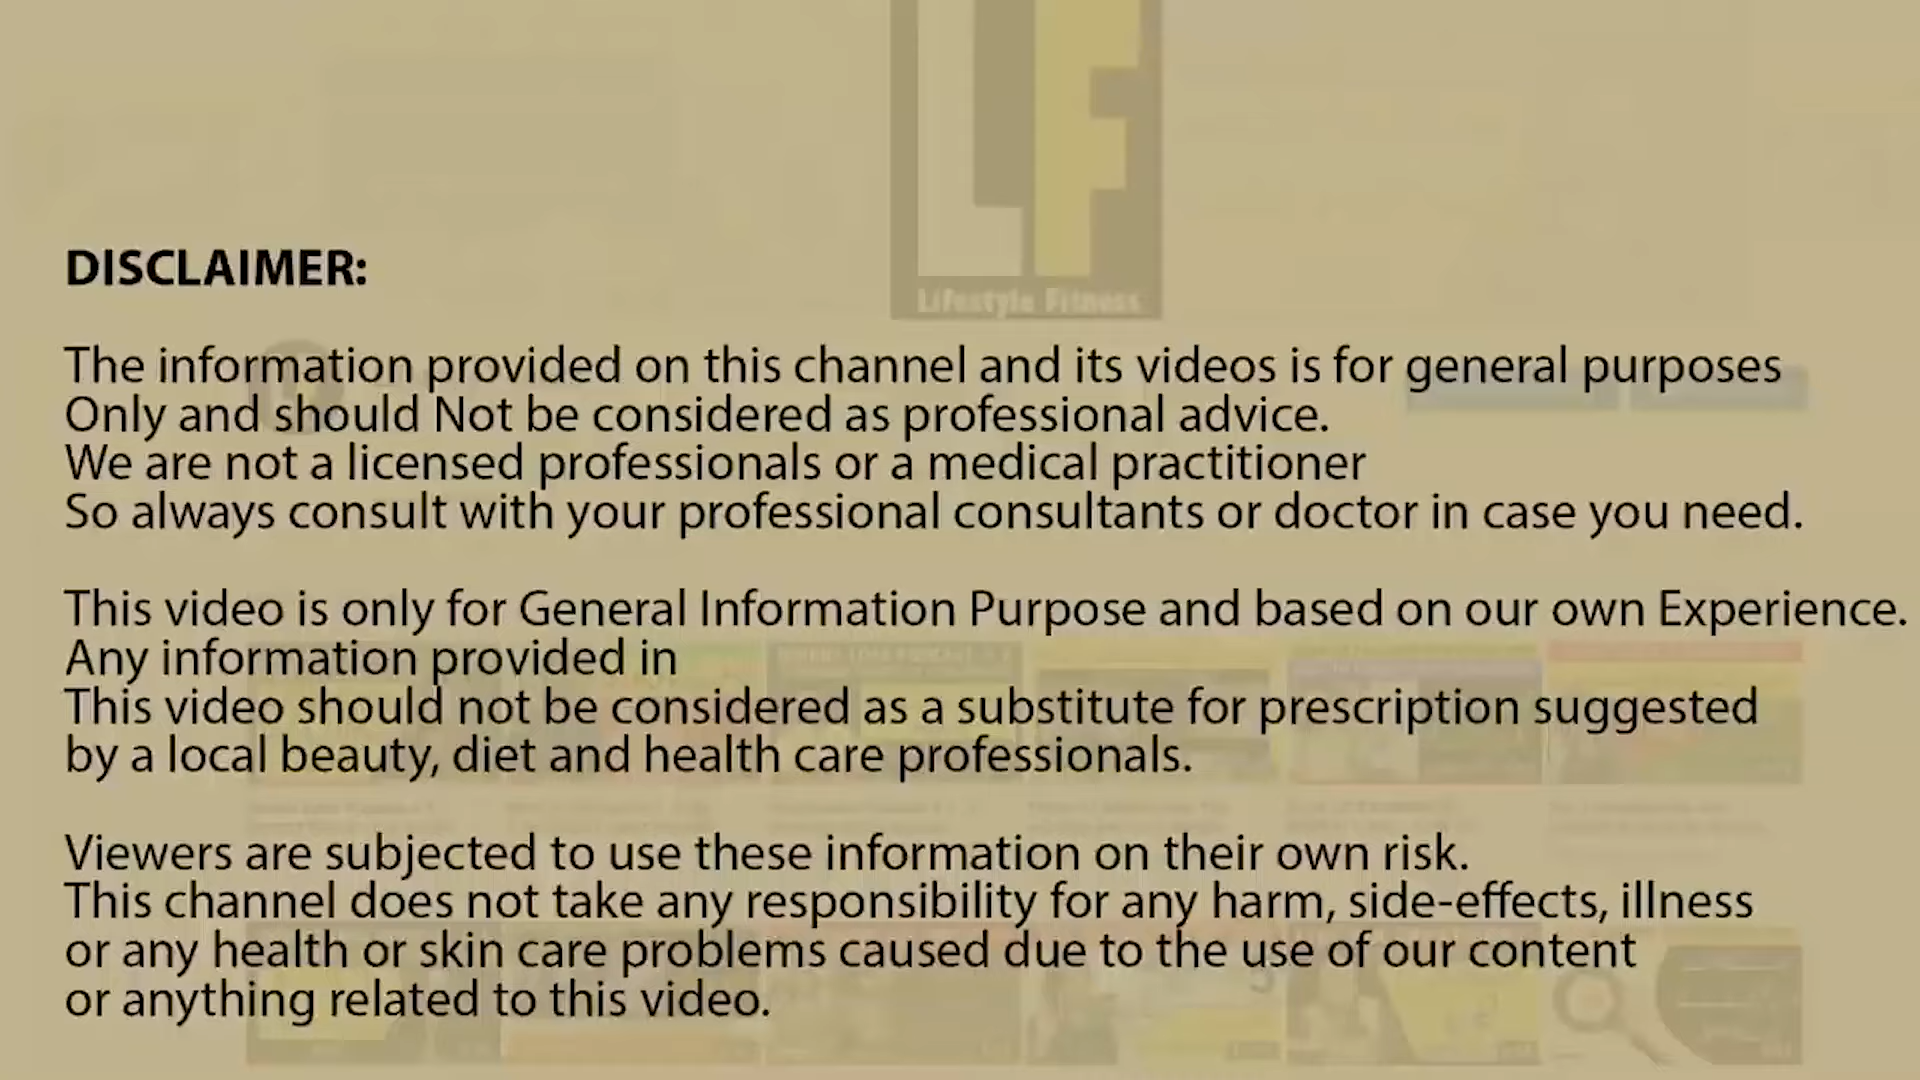 Lifestyle Fitness
DISCLAIMER:
The information provided on this channel and its videos is for general purposes
Only and should Not be considered as professional advice.
We are not a licensed professionals or a medical practitioner
So always consult with your professional consultants or doctor in case you need.
This video is only for General Information Purpose and based on our own Experience.
Any information provided in
This video should not be considered as a substitute for prescription suggested
by a local beauty, diet and health care professionals.
Viewers are subjected to use these information on their own risk.
This channel does not take any responsibility for any harm, side-effects, illness
or any health or skin care problems caused due to the use of our content
or anything related to this video.